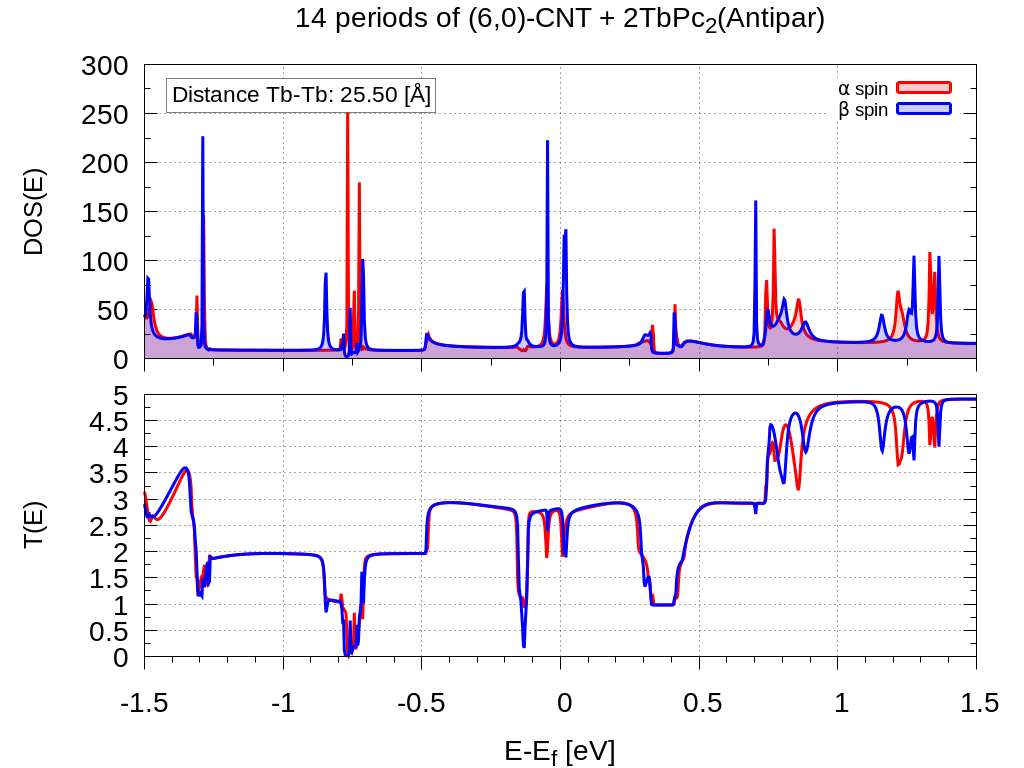 14 periods of (6,0)-CNT + 2TbPc₂(Antipar)
300
250
200
150
100
50
0
DOS(E)
Distance Tb-Tb: 25.50 [Å]
α spin
β spin
5
4.5
4
3.5
3
2.5
2
1.5
1
0.5
0
T(E)
-1.5 -1 -0.5 0 0.5 1 1.5
E-E_f [eV]